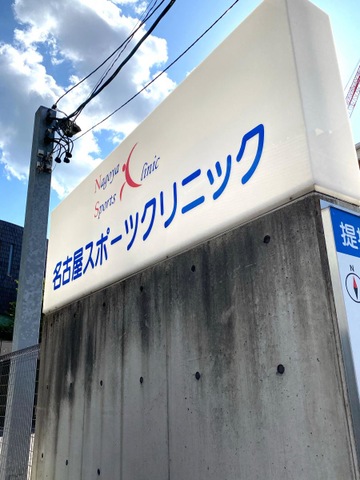 Nagoya
Sports Clinic
名古屋スポーツクリニック
提
N